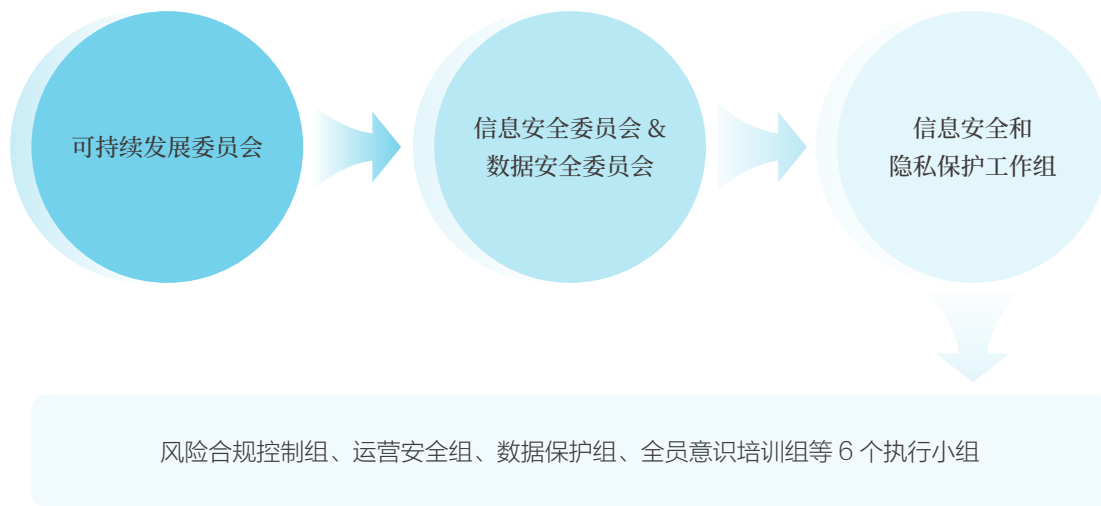 可持续发展委员会
信息安全委员会 &
数据安全委员会
信息安全和
隐私保护工作组
风险合规控制组、运营安全组、数据保护组、全员意识培训组等 6 个执行小组